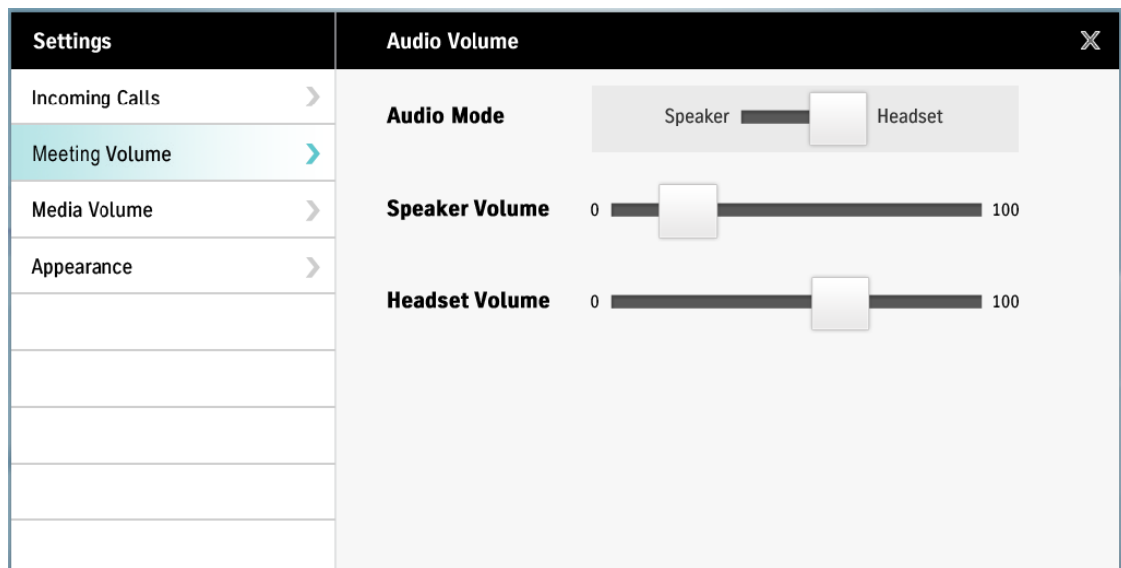 Settings
Audio Volume
X
Incoming Calls
Meeting Volume
Media Volume
Appearance
Audio Mode
Speaker
Headset
Speaker Volume
0
100
Headset Volume
0
100